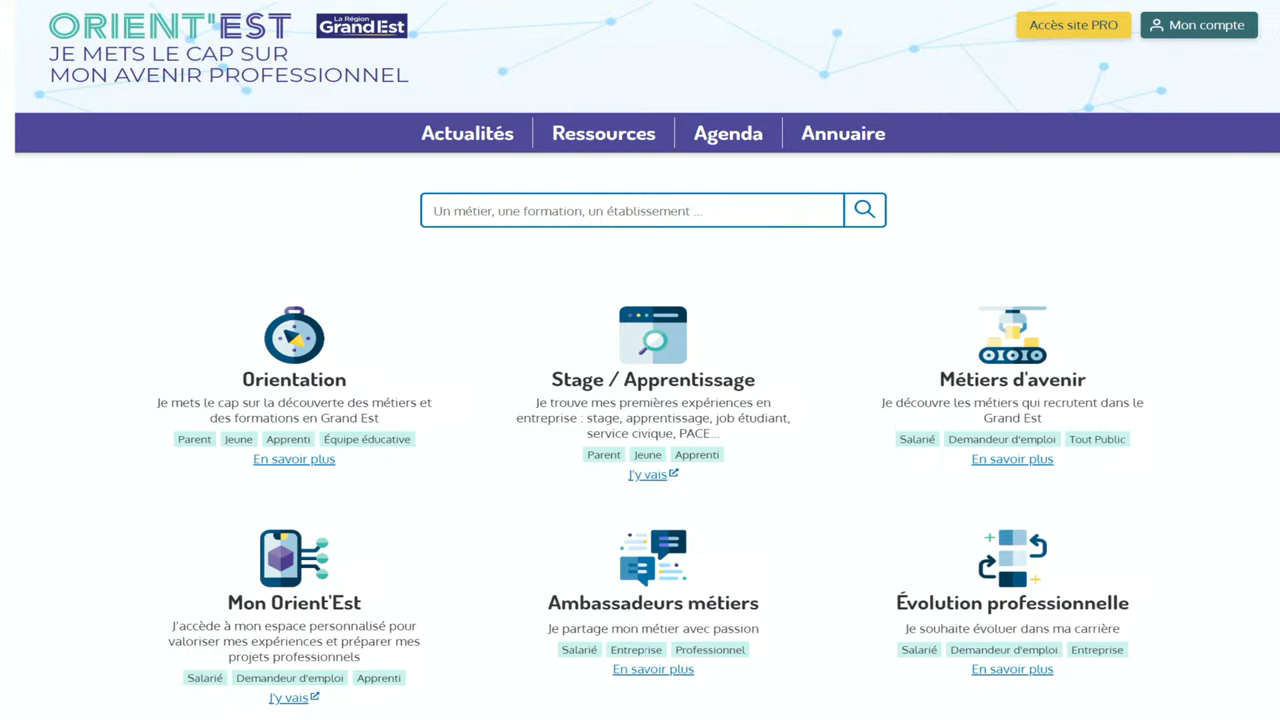 ORIENT'EST
La Région
Grand Est
JE METS LE CAP SUR
MON AVENIR PROFESSIONNEL
Accès site PRO
Mon compte
Actualités
Ressources
Agenda
Annuaire
Un métier, une formation, un établissement ...
Orientation
Je mets le cap sur la découverte des métiers et
des formations en Grand Est
Parent Jeune Apprenti Équipe éducative
En savoir plus
Stage / Apprentissage
Je trouve mes premières expériences en
entreprise : stage, apprentissage, job étudiant,
service civique, PACE...
Parent Jeune Apprenti
J'y vais
Métiers d'avenir
Je découvre les métiers qui recrutent dans le
Grand Est
Salarié Demandeur d'emploi Tout Public
En savoir plus
Mon Orient'Est
J'accède à mon espace personnalisé pour
valoriser mes expériences et préparer mes
projets professionnels
Salarié Demandeur d'emploi Apprenti
J'y vais
Ambassadeurs métiers
Je partage mon métier avec passion
Salarié Entreprise Professionnel
En savoir plus
Évolution professionnelle
Je souhaite évoluer dans ma carrière
Salarié Demandeur d'emploi Entreprise
En savoir plus